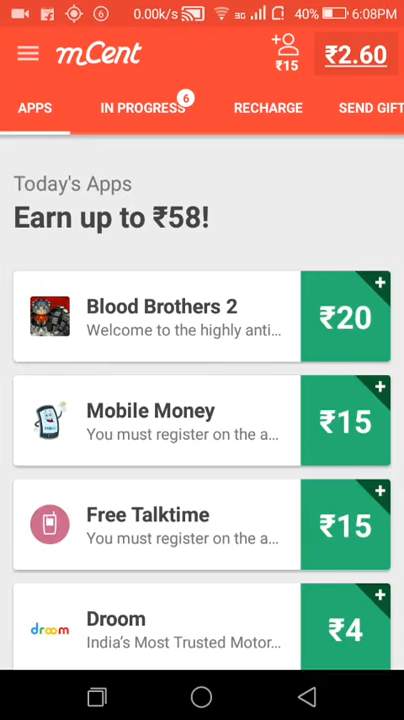 0.00k/s 3G 40% 6:08PM
mCent ₹15 ₹2.60
APPS IN PROGRESS 6 RECHARGE SEND GIFT
Today's Apps
Earn up to ₹58!
Blood Brothers 2
Welcome to the highly anti...
₹20
Mobile Money
You must register on the a...
₹15
Free Talktime
You must register on the a...
₹15
droom
Droom
India's Most Trusted Motor...
₹4